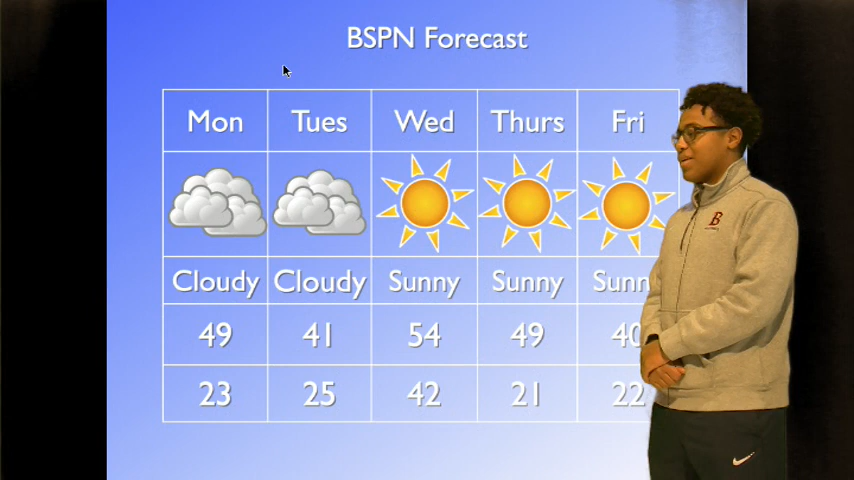 BSPN Forecast
Mon Tues Wed Thurs Fri
Cloudy Cloudy Sunny Sunny Sunn
49 41 54 49 40
23 25 42 21 22
B